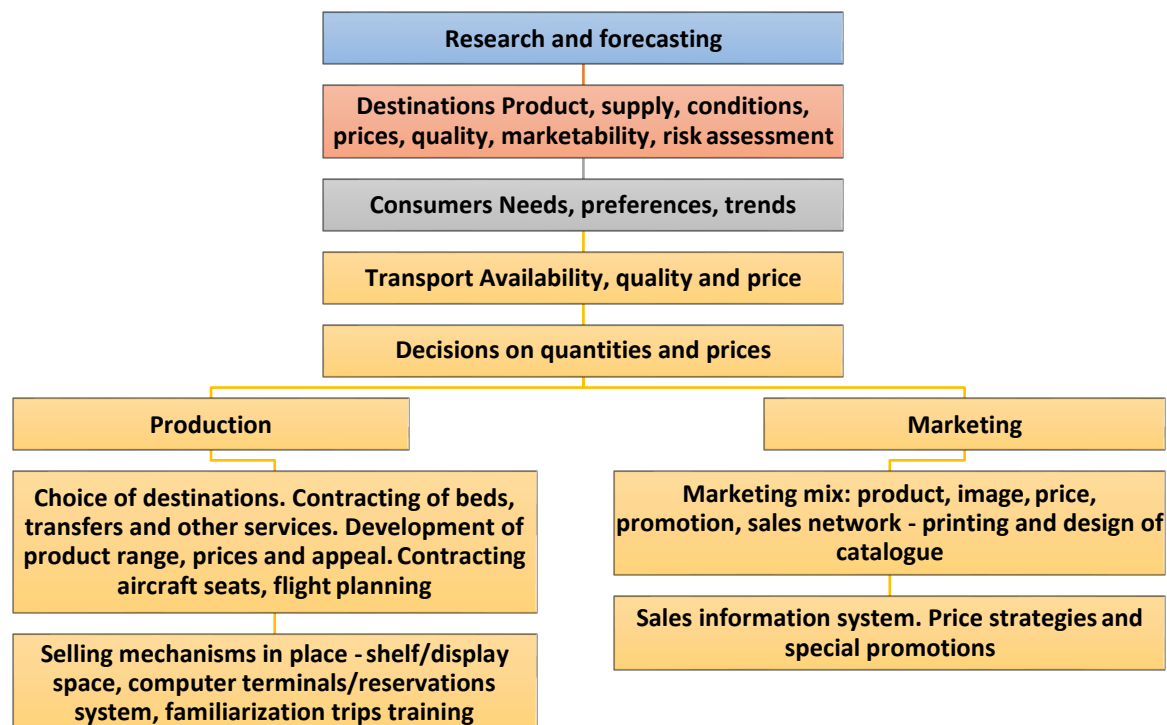 Research and forecasting
Destinations Product, supply, conditions,
prices, quality, marketability, risk assessment
Consumers Needs, preferences, trends
Transport Availability, quality and price
Decisions on quantities and prices
Production
Marketing
Choice of destinations. Contracting of beds,
transfers and other services. Development of
product range, prices and appeal. Contracting
aircraft seats, flight planning
Marketing mix: product, image, price,
promotion, sales network - printing and design of
catalogue
Selling mechanisms in place - shelf/display
space, computer terminals/reservations
system, familiarization trips training
Sales information system. Price strategies and
special promotions